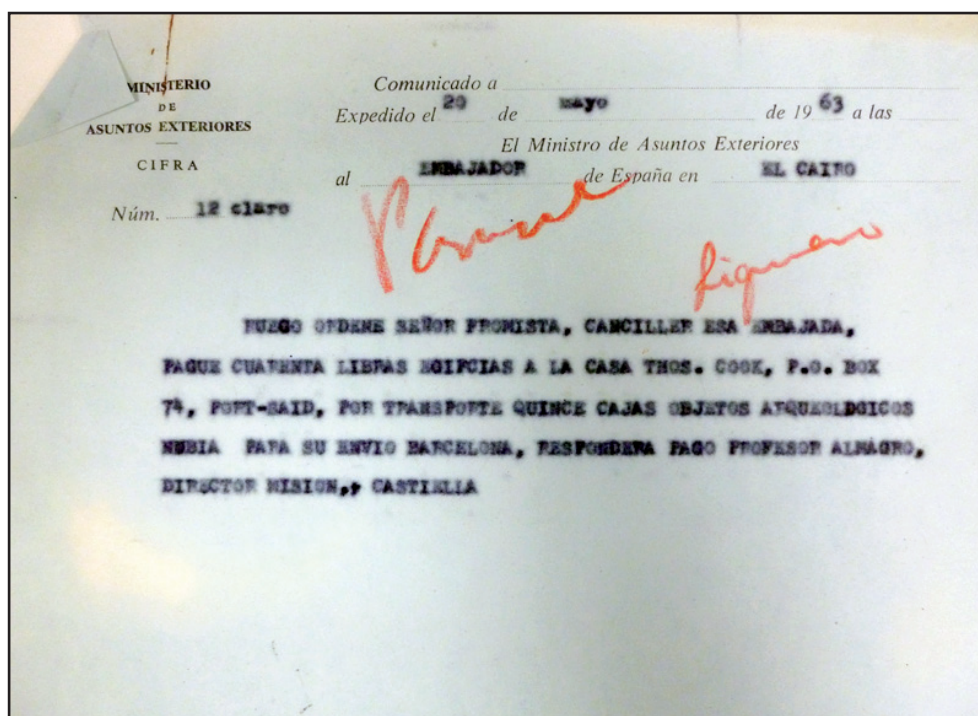 MINISTERIO
DE
ASUNTOS EXTERIORES
CIFRA
Núm. 12 claro
Comunicado a
Expedido el 20 de mayo de 1963 a las
El Ministro de Asuntos Exteriores
al EMBAJADOR de España en EL CAIRO
RUEGO ORDENE SEÑOR FROMISTA, CANCILLER ESA EMBAJADA,
PAGUE CUARENTA LIBRAS EGIPCIAS A LA CASA THOS. COOK, P.O. BOX
74, PORT-SAID, POR TRANSPORTE QUINCE CAJAS OBJETOS ARQUEOLOGICOS
NUBIA PARA SU ENVIO BARCELONA, RESPONDERA PAGO PROFESOR ALMAGRO,
DIRECTOR MISION,, CASTIELLA